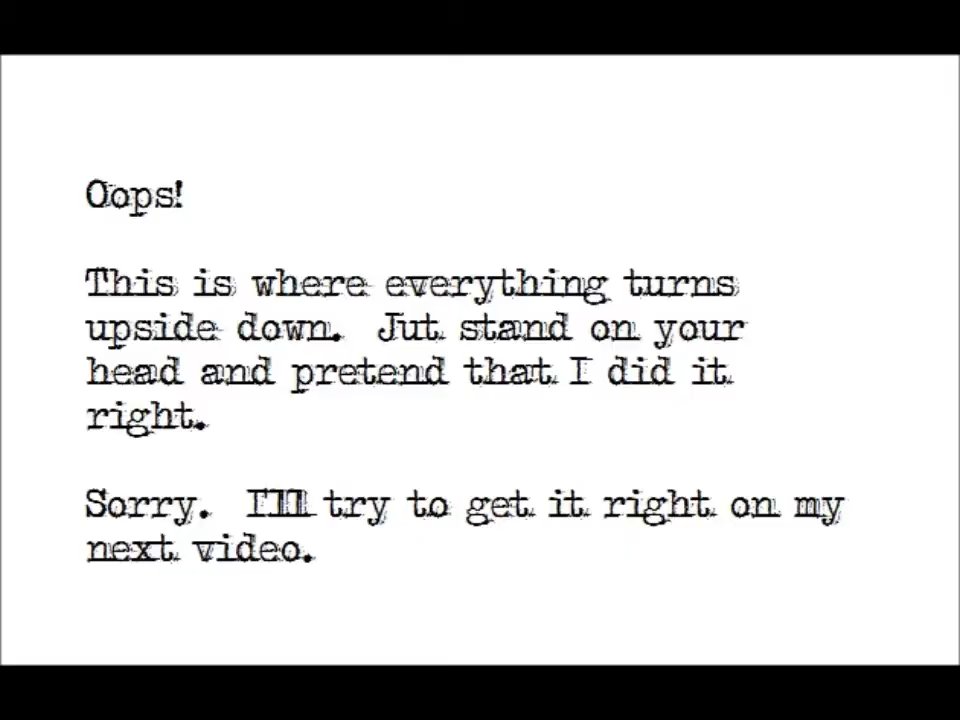 Oops!
This is where everything turns
upside down.  Jut stand on your
head and pretend that I did it
right.
Sorry.  I'll try to get it right on my
next video.